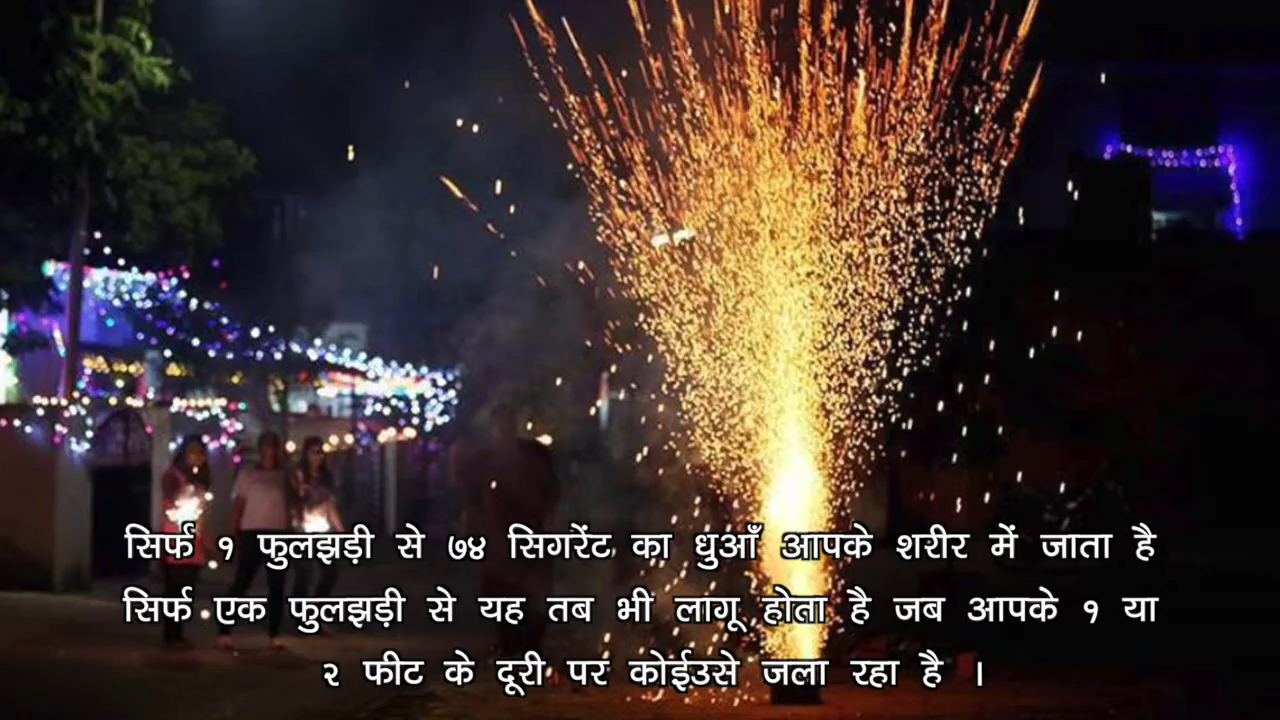 सिर्फ १ फुलझड़ी से ७४ सिगरेंट का धुआँ आपके शरीर में जाता है
सिर्फ एक फुलझड़ी से यह तब भी लागू होता है जब आपके १ या
२ फीट के दूरी पर कोईउसे जला रहा है ।